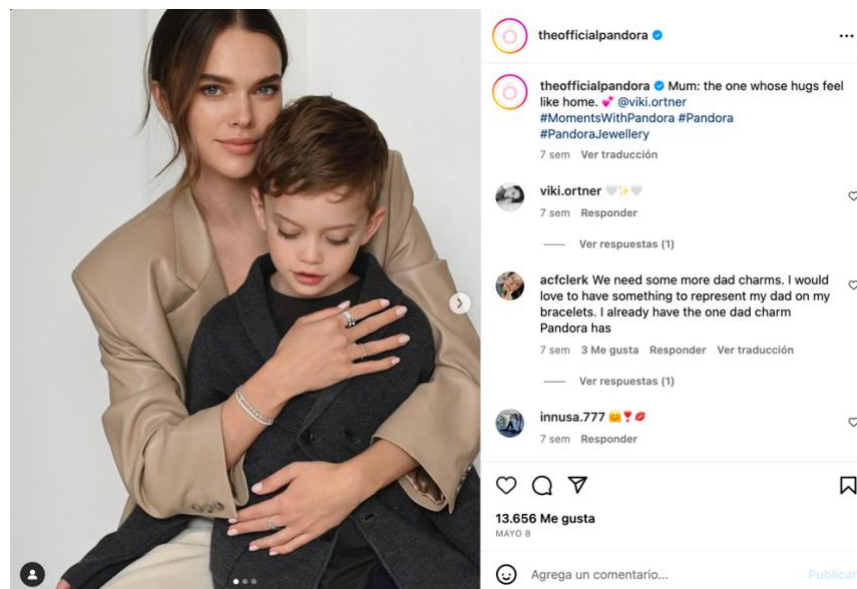 theofficialpandora
theofficialpandora Mum: the one whose hugs feel
like home. 💕 @viki.ortner
#MomentsWithPandora #Pandora
#PandoraJewellery
7 sem Ver traducción
viki.ortner 🤍✨🤍
7 sem Responder
Ver respuestas (1)
acfclerk We need some more dad charms. I would
love to have something to represent my dad on my
bracelets. I already have the one dad charm
Pandora has
7 sem 3 Me gusta Responder Ver traducción
Ver respuestas (1)
innusa.777 🤗❣️💋
7 sem Responder
13.656 Me gusta
MAYO 8
Agrega un comentario...
Publicar